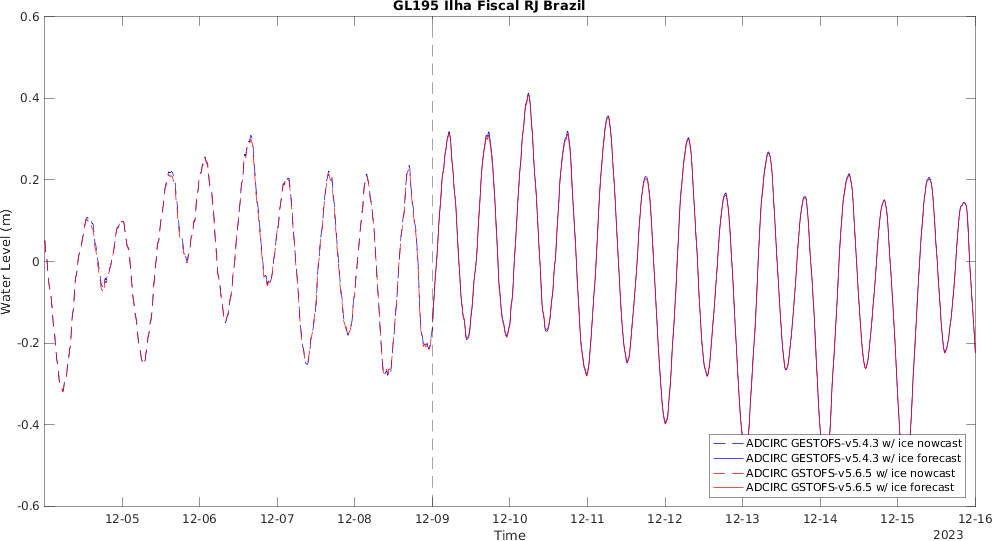 GL195 Ilha Fiscal RJ Brazil
0.6
0.4
0.2
0
-0.2
-0.4
-0.6
Water Level (m)
ADCIRC GESTOFS-v5.4.3 w/ ice nowcast
ADCIRC GESTOFS-v5.4.3 w/ ice forecast
ADCIRC GSTOFS-v5.6.5 w/ ice nowcast
ADCIRC GSTOFS-v5.6.5 w/ ice forecast
12-05 12-06 12-07 12-08 12-09 12-10 12-11 12-12 12-13 12-14 12-15 12-16
Time
2023